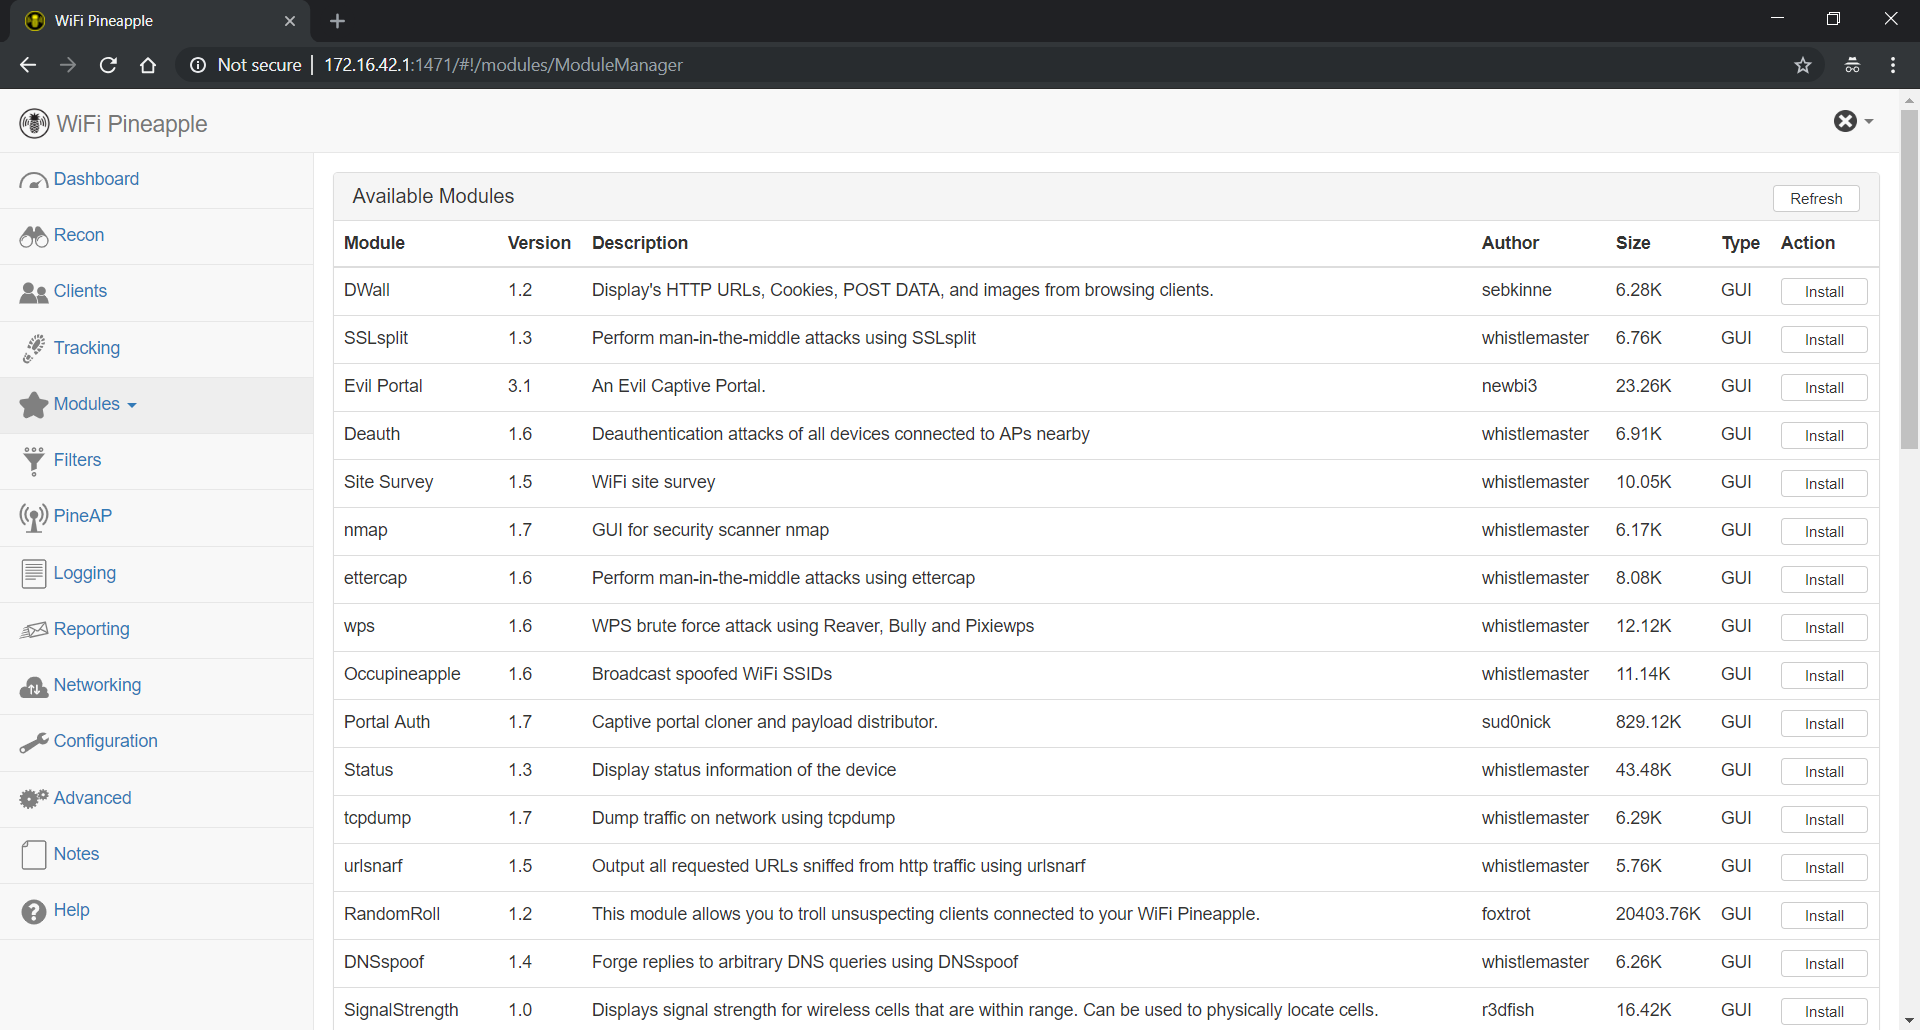 WiFi Pineapple
Not secure 172.16.42.1:1471/#!/modules/ModuleManager
WiFi Pineapple
Dashboard
Recon
Clients
Tracking
Modules
Filters
PineAP
Logging
Reporting
Networking
Configuration
Advanced
Notes
Help
Available Modules Refresh
Module Version Description Author Size Type Action
DWall 1.2 Display's HTTP URLs, Cookies, POST DATA, and images from browsing clients. sebkinne 6.28K GUI Install
SSLsplit 1.3 Perform man-in-the-middle attacks using SSLsplit whistlemaster 6.76K GUI Install
Evil Portal 3.1 An Evil Captive Portal. newbi3 23.26K GUI Install
Deauth 1.6 Deauthentication attacks of all devices connected to APs nearby whistlemaster 6.91K GUI Install
Site Survey 1.5 WiFi site survey whistlemaster 10.05K GUI Install
nmap 1.7 GUI for security scanner nmap whistlemaster 6.17K GUI Install
ettercap 1.6 Perform man-in-the-middle attacks using ettercap whistlemaster 8.08K GUI Install
wps 1.6 WPS brute force attack using Reaver, Bully and Pixiewps whistlemaster 12.12K GUI Install
Occupineapple 1.6 Broadcast spoofed WiFi SSIDs whistlemaster 11.14K GUI Install
Portal Auth 1.7 Captive portal cloner and payload distributor. sud0nick 829.12K GUI Install
Status 1.3 Display status information of the device whistlemaster 43.48K GUI Install
tcpdump 1.7 Dump traffic on network using tcpdump whistlemaster 6.29K GUI Install
urlsnarf 1.5 Output all requested URLs sniffed from http traffic using urlsnarf whistlemaster 5.76K GUI Install
RandomRoll 1.2 This module allows you to troll unsuspecting clients connected to your WiFi Pineapple. foxtrot 20403.76K GUI Install
DNSspoof 1.4 Forge replies to arbitrary DNS queries using DNSspoof whistlemaster 6.26K GUI Install
SignalStrength 1.0 Displays signal strength for wireless cells that are within range. Can be used to physically locate cells. r3dfish 16.42K GUI Install